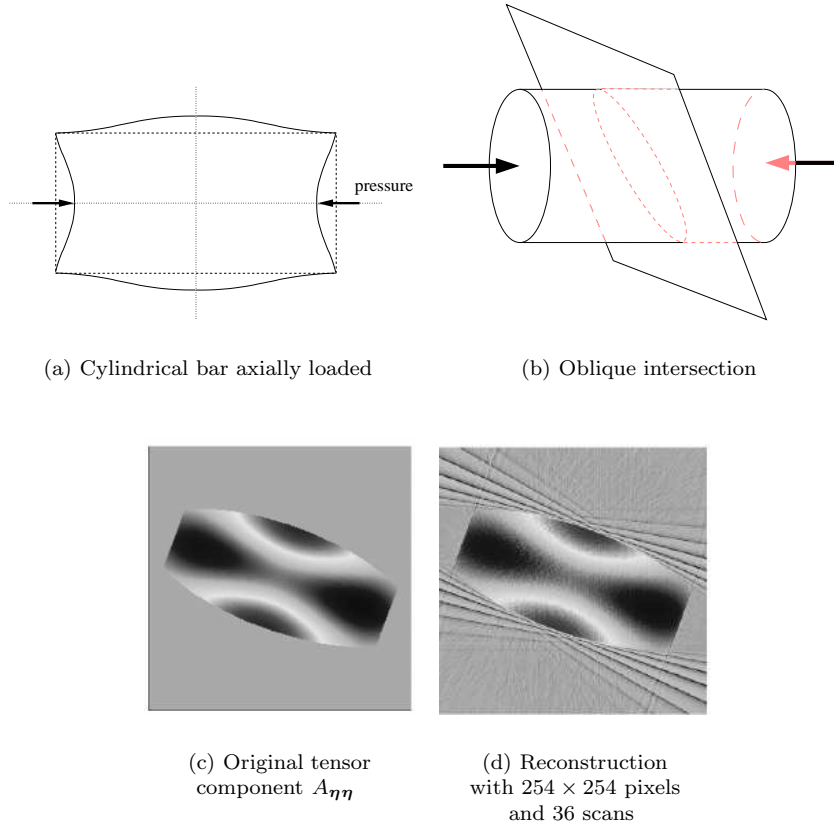 pressure
(a) Cylindrical bar axially loaded
(b) Oblique intersection
(c) Original tensor
component A_ηη
(d) Reconstruction
with 254 × 254 pixels
and 36 scans